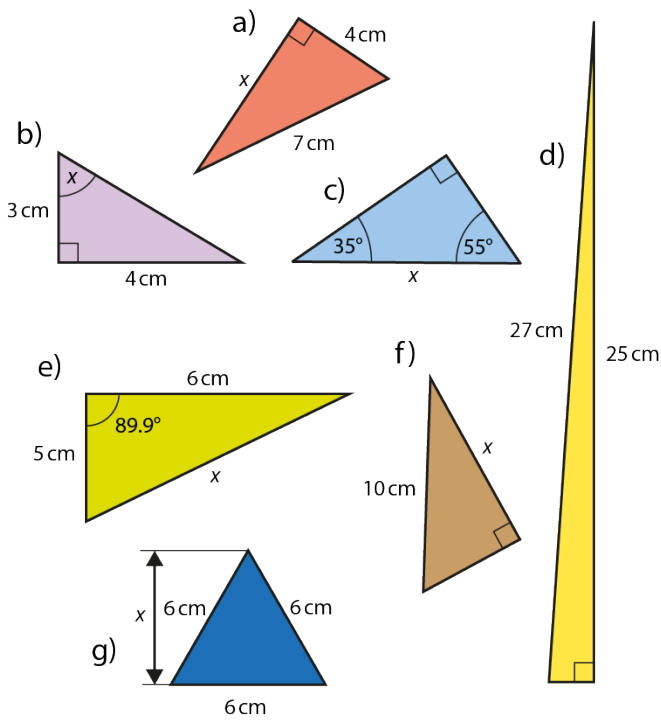 a)
4 cm
x
7 cm
b)
x
3 cm
4 cm
c)
35°
55°
x
d)
27 cm
25 cm
e)
6 cm
89.9°
5 cm
x
f)
x
10 cm
g)
x
6 cm
6 cm
6 cm